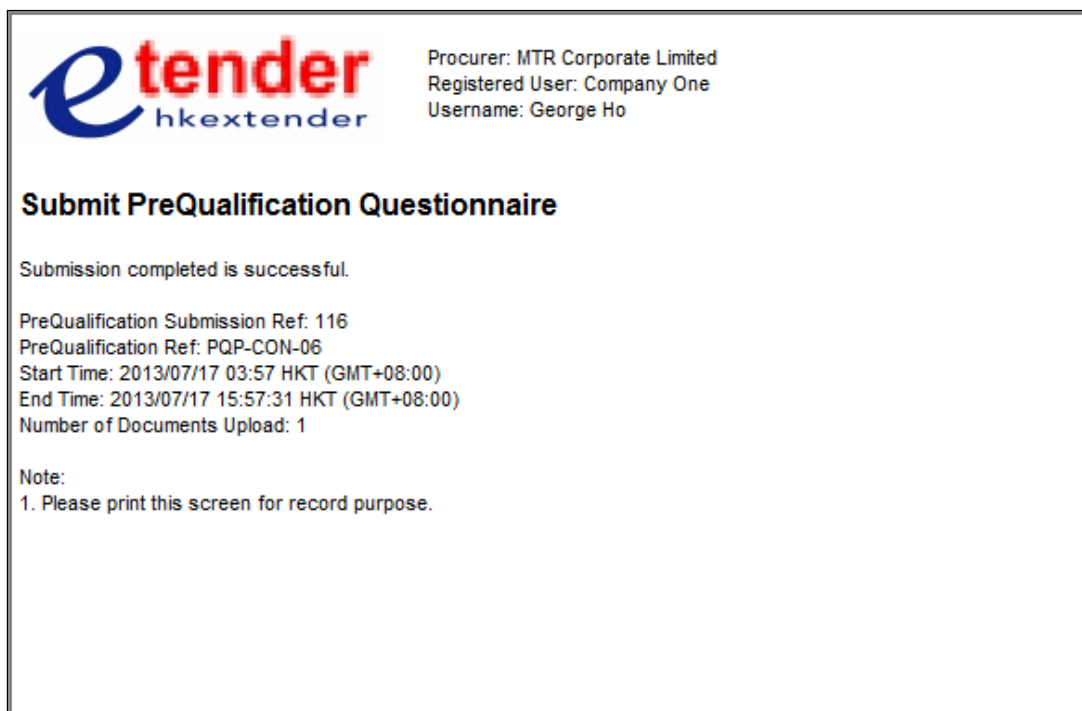 etender
hkextender
Procurer: MTR Corporate Limited
Registered User: Company One
Username: George Ho
Submit PreQualification Questionnaire
Submission completed is successful.
PreQualification Submission Ref: 116
PreQualification Ref: PQP-CON-06
Start Time: 2013/07/17 03:57 HKT (GMT+08:00)
End Time: 2013/07/17 15:57:31 HKT (GMT+08:00)
Number of Documents Upload: 1
Note:
1. Please print this screen for record purpose.